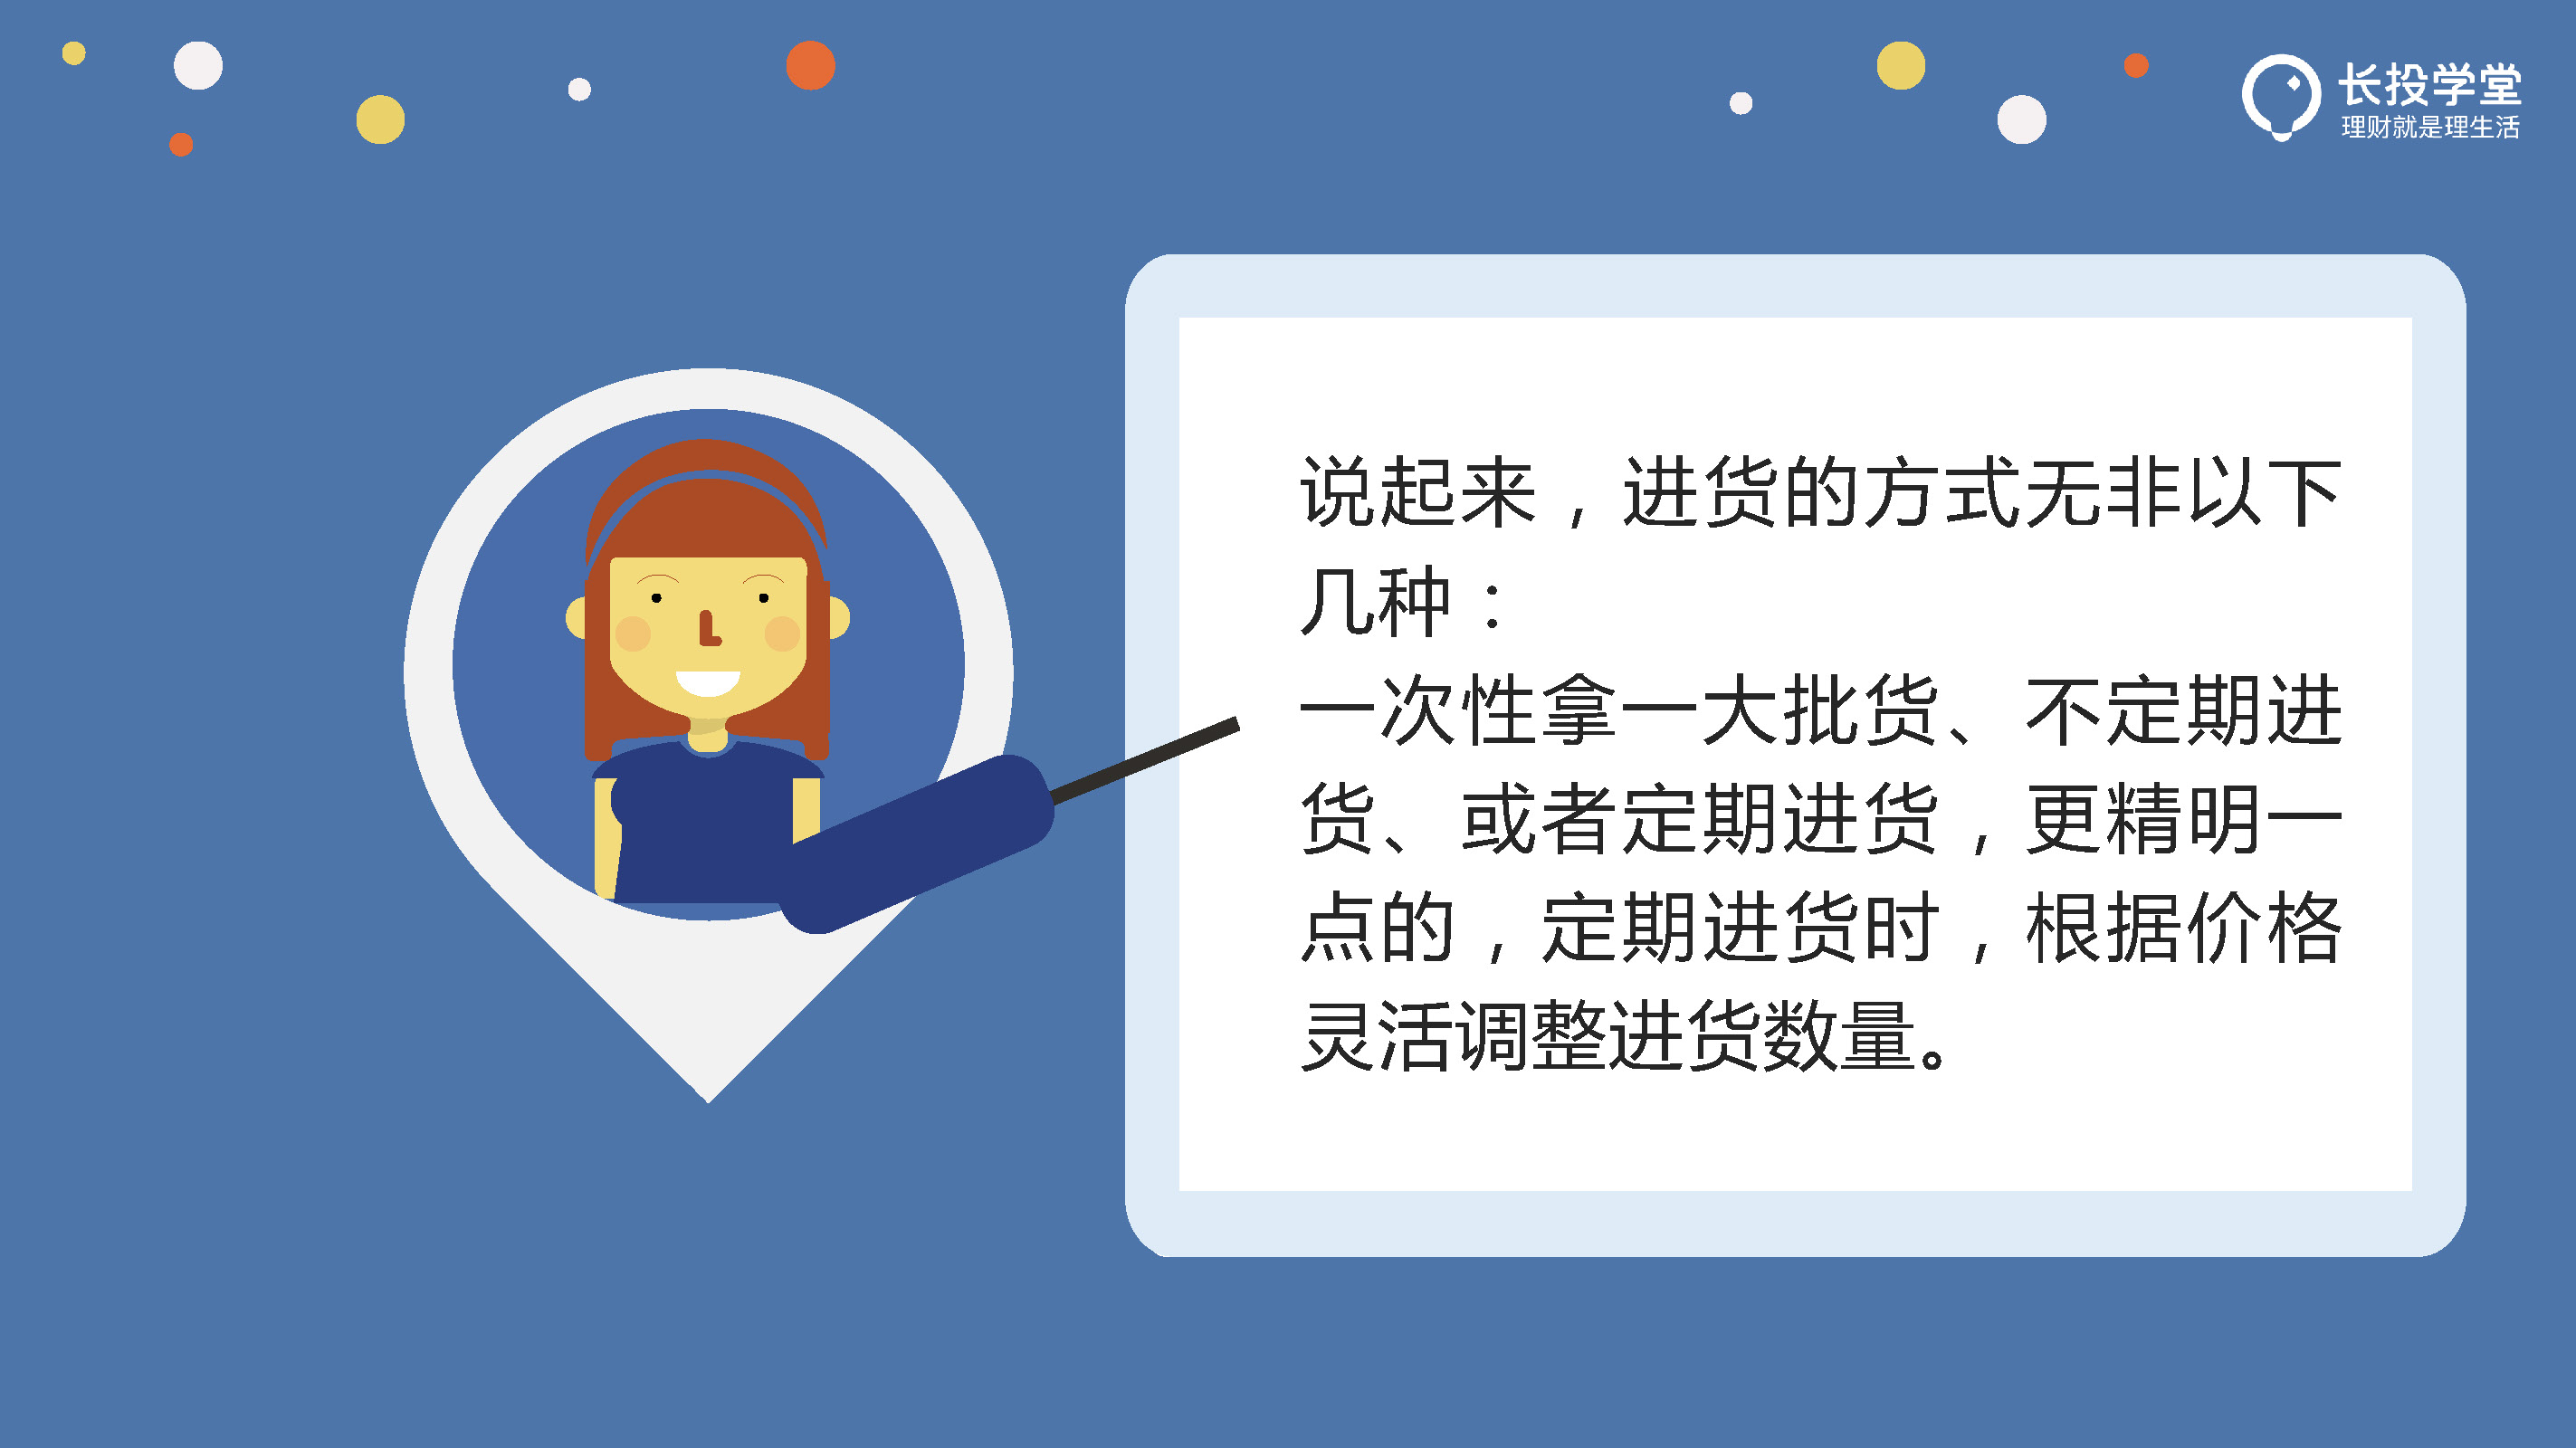 长投学堂
理财就是理生活
说起来，进货的方式无非以下
几种：
一次性拿一大批货、不定期进
货、或者定期进货，更精明一
点的，定期进货时，根据价格
灵活调整进货数量。